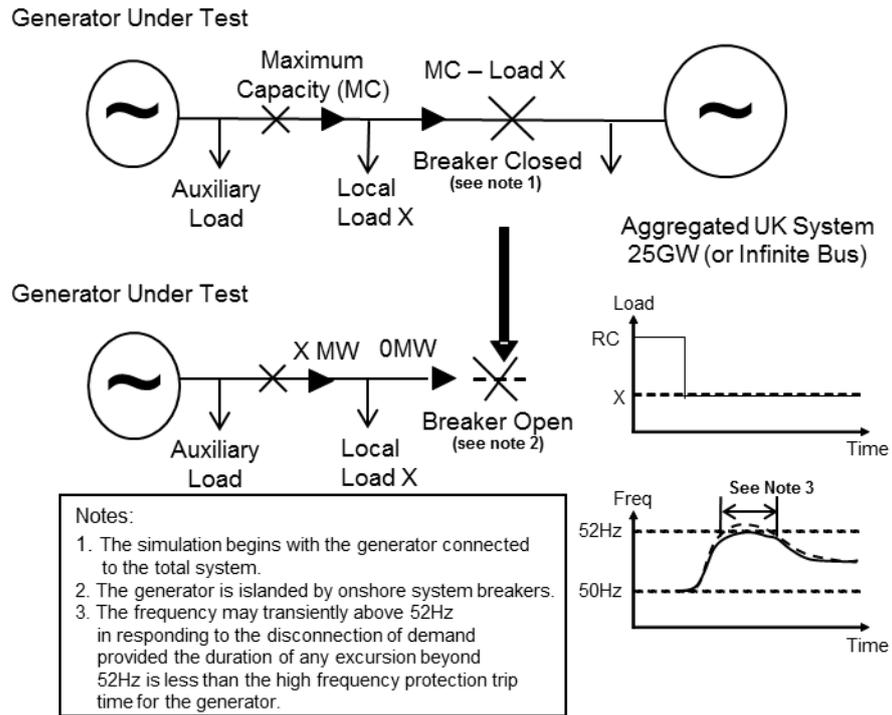 Generator Under Test
Maximum
Capacity (MC)
MC – Load X
Auxiliary
Load
Local
Load X
Breaker Closed
(see note 1)
Aggregated UK System
25GW (or Infinite Bus)
Generator Under Test
X MW
0MW
Auxiliary
Load
Local
Load X
Breaker Open
(see note 2)
Load
RC
X
Time
Freq
See Note 3
52Hz
50Hz
Time
Notes:
1. The simulation begins with the generator connected
to the total system.
2. The generator is islanded by onshore system breakers.
3. The frequency may transiently above 52Hz
in responding to the disconnection of demand
provided the duration of any excursion beyond
52Hz is less than the high frequency protection trip
time for the generator.